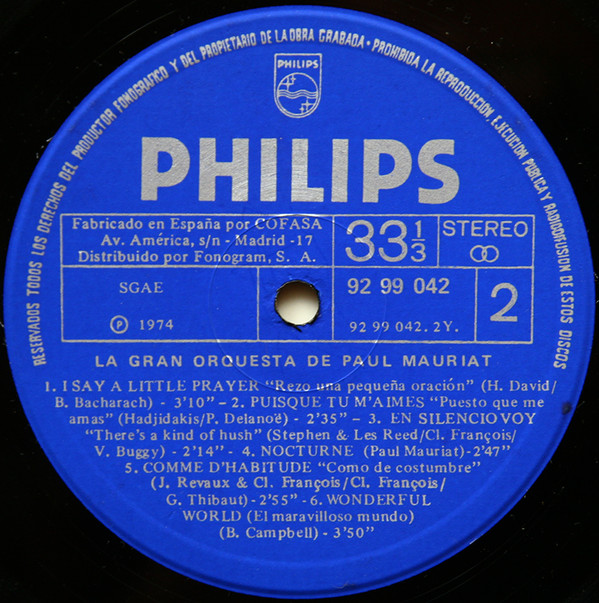 RESERVADOS TODOS LOS DERECHOS DEL PRODUCTOR FONOGRAFICO Y DEL PROPIETARIO DE LA OBRA GRABADA · PROHIBIDA LA REPRODUCCION, EJECUCION PUBLICA Y RADIODIFUSION DE ESTOS DISCOS
PHILIPS
PHILIPS
Fabricado en España por COFASA
Av. América, s/n - Madrid -17
Distribuido por Fonogram, S. A.
33 1/3
STEREO
SGAE
℗ 1974
92 99 042
92 99 042. 2Y.
2
LA GRAN ORQUESTA DE PAUL MAURIAT
1. I SAY A LITTLE PRAYER "Rezo una pequeña oración" (H. David/
B. Bacharach) - 3'10" - 2. PUISQUE TU M'AIMES "Puesto que me
amas" (Hadjidakis/P. Delanoë) - 2'35" - 3. EN SILENCIO VOY
"There's a kind of hush" (Stephen & Les Reed/Cl. François/
V. Buggy) - 2'14" - 4. NOCTURNE (Paul Mauriat)-2'47"
5. COMME D'HABITUDE "Como de costumbre"
(J. Revaux & Cl. François/Cl. François/
G. Thibaut) - 2'55" - 6. WONDERFUL
WORLD (El maravilloso mundo)
(B. Campbell) - 3'50"